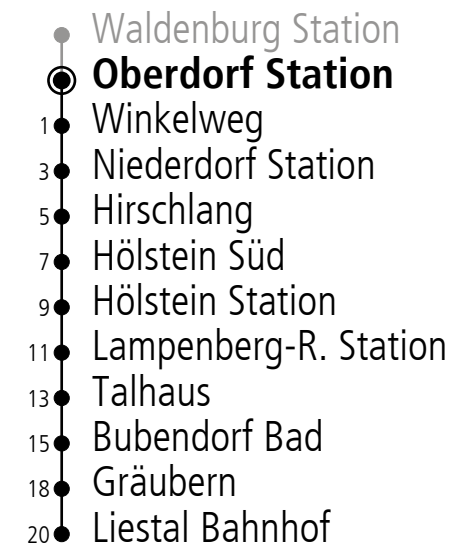 Waldenburg Station
Oberdorf Station
1 Winkelweg
3 Niederdorf Station
5 Hirschlang
7 Hölstein Süd
9 Hölstein Station
11 Lampenberg-R. Station
13 Talhaus
15 Bubendorf Bad
18 Gräubern
20 Liestal Bahnhof